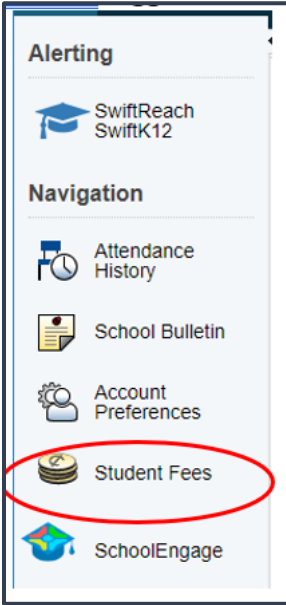 Alerting
SwiftReach
SwiftK12
Navigation
Attendance
History
School Bulletin
Account
Preferences
Student Fees
SchoolEngage